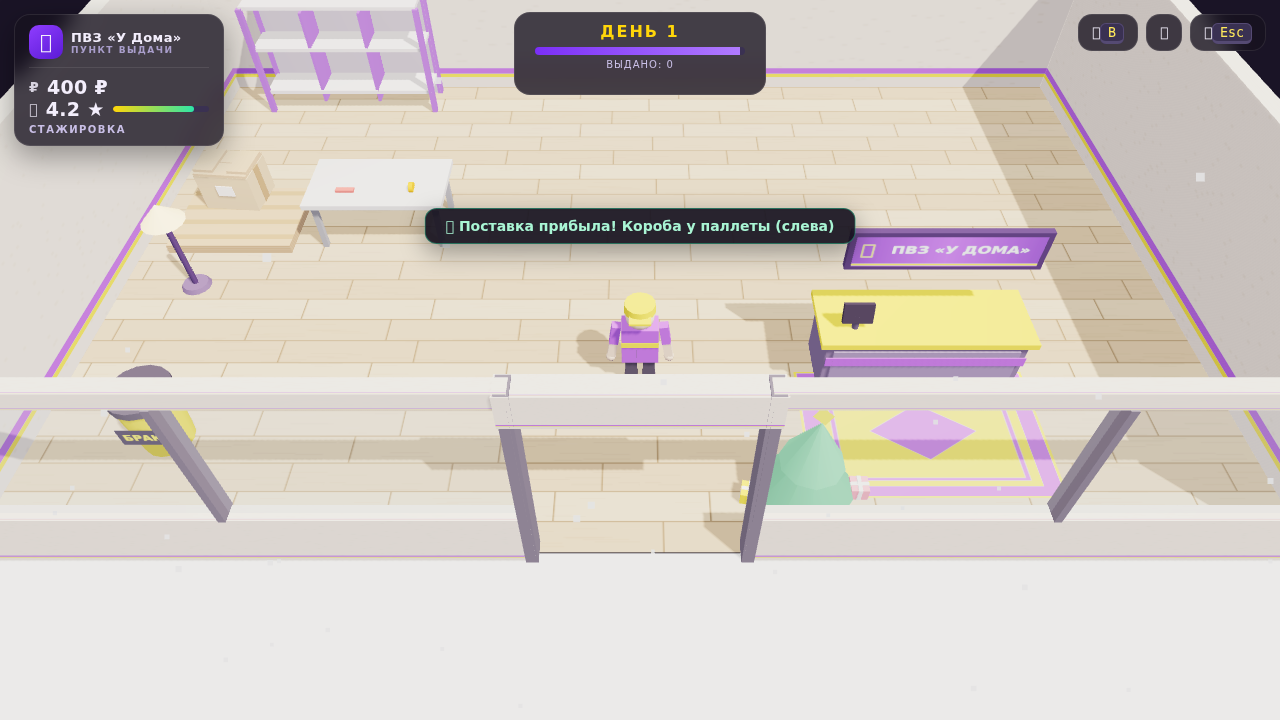 ПВЗ «У Дома»
ПУНКТ ВЫДАЧИ
₽ 400 ₽
4.2 ★
СТАЖИРОВКА
ДЕНЬ 1
ВЫДАНО: 0
B
Esc
Поставка прибыла! Короба у паллеты (слева)
ПВЗ «У ДОМА»